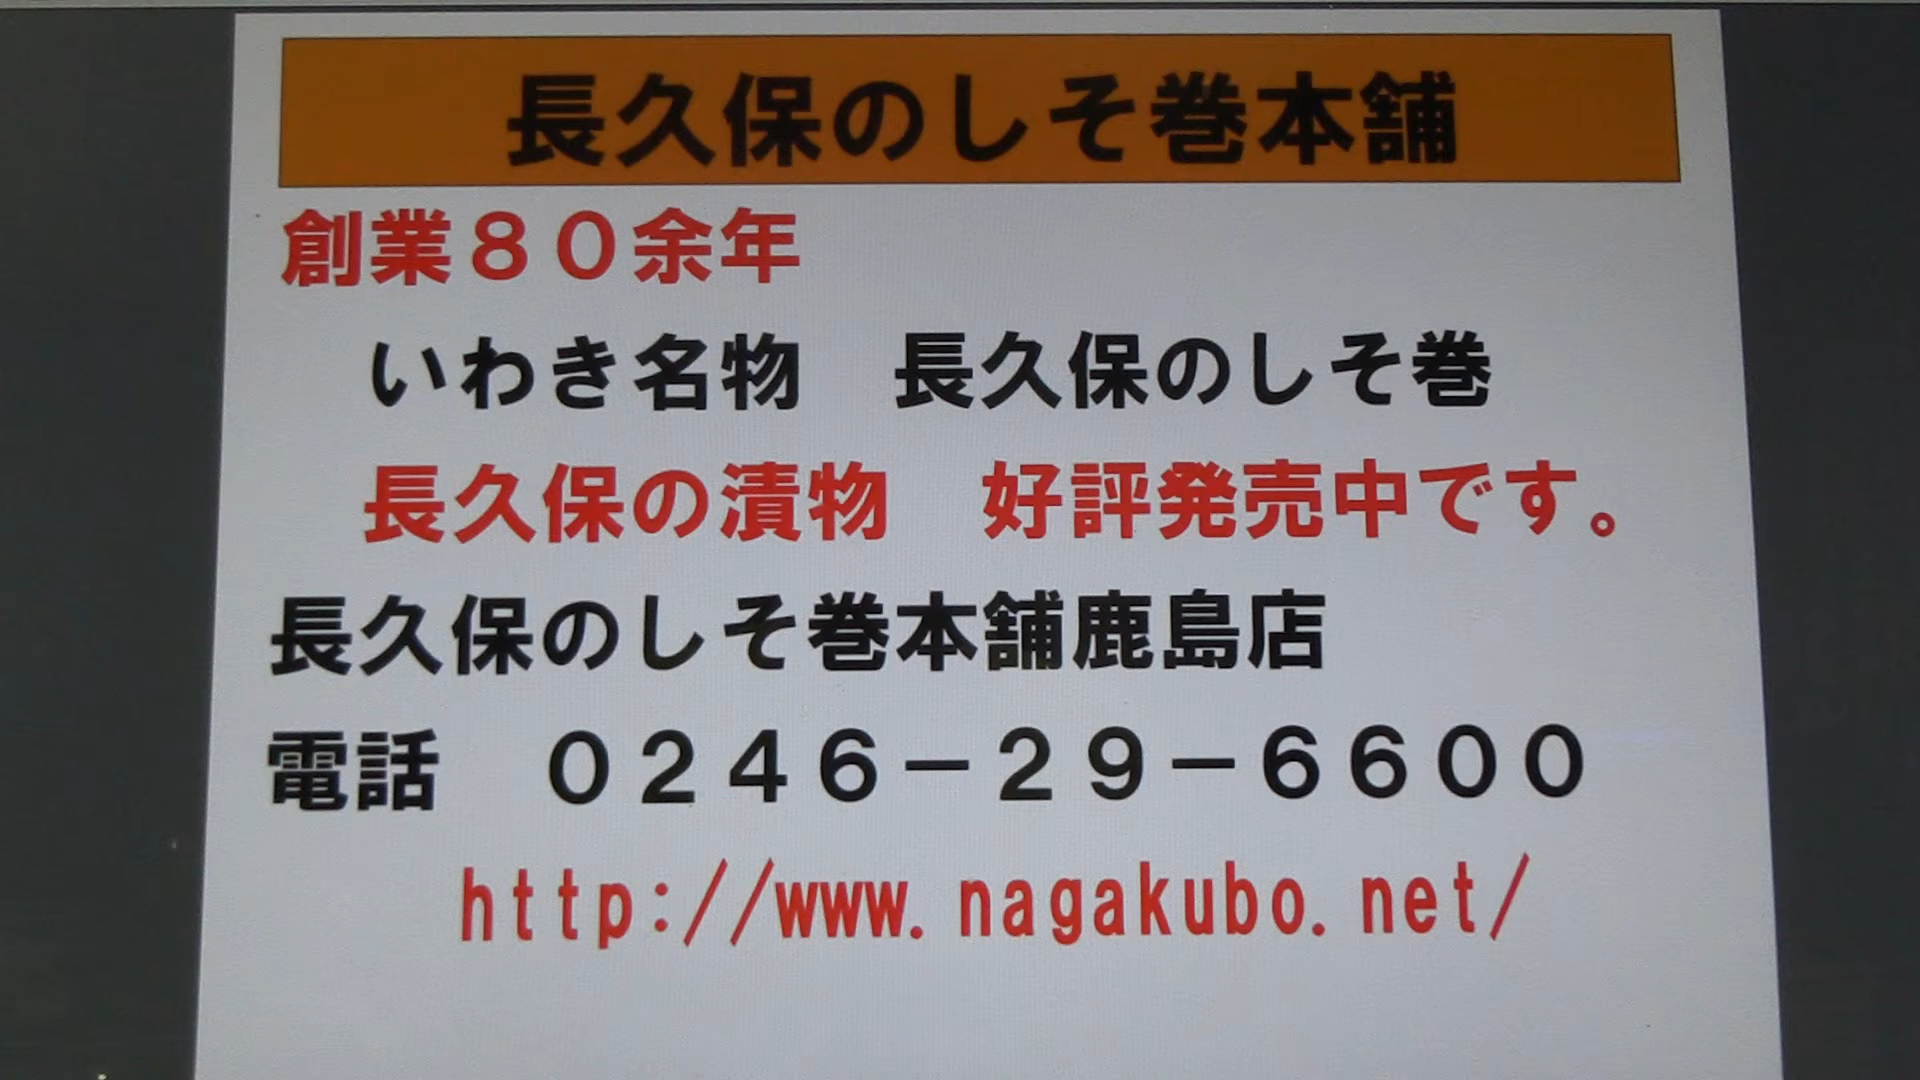 長久保のしそ巻本舗
創業８０余年
いわき名物　長久保のしそ巻
長久保の漬物　好評発売中です。
長久保のしそ巻本舗鹿島店
電話　０２４６－２９－６６００
http://www.nagakubo.net/